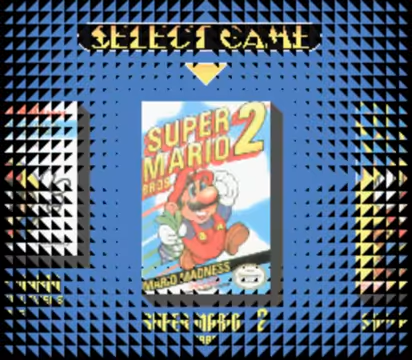 SELECT GAME
SUPER
MARIO 2
BROS
MARIO MADNESS
SUPER MARIO 2